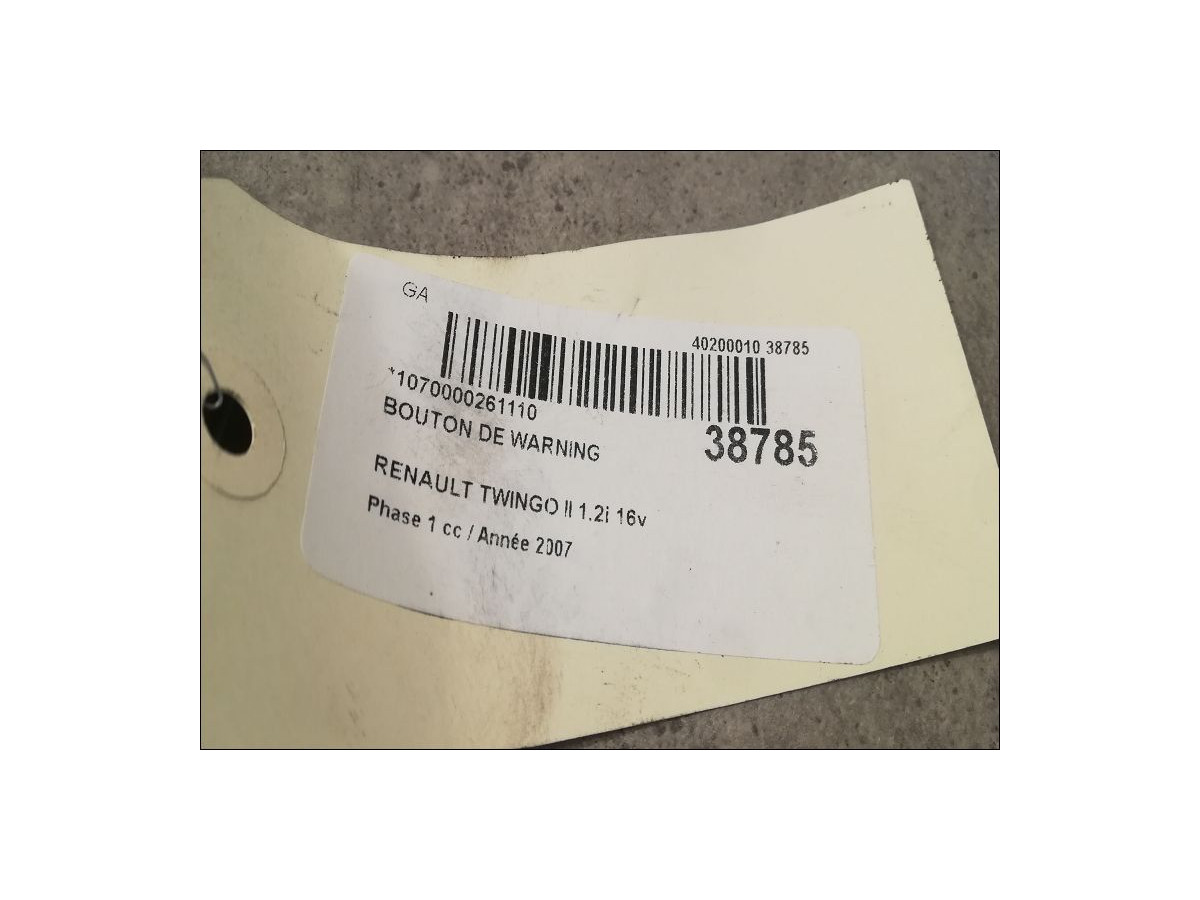 GA
40200010 38785
*1070000261110
38785
BOUTON DE WARNING
RENAULT TWINGO II 1.2i 16v
Phase 1 cc / Année 2007